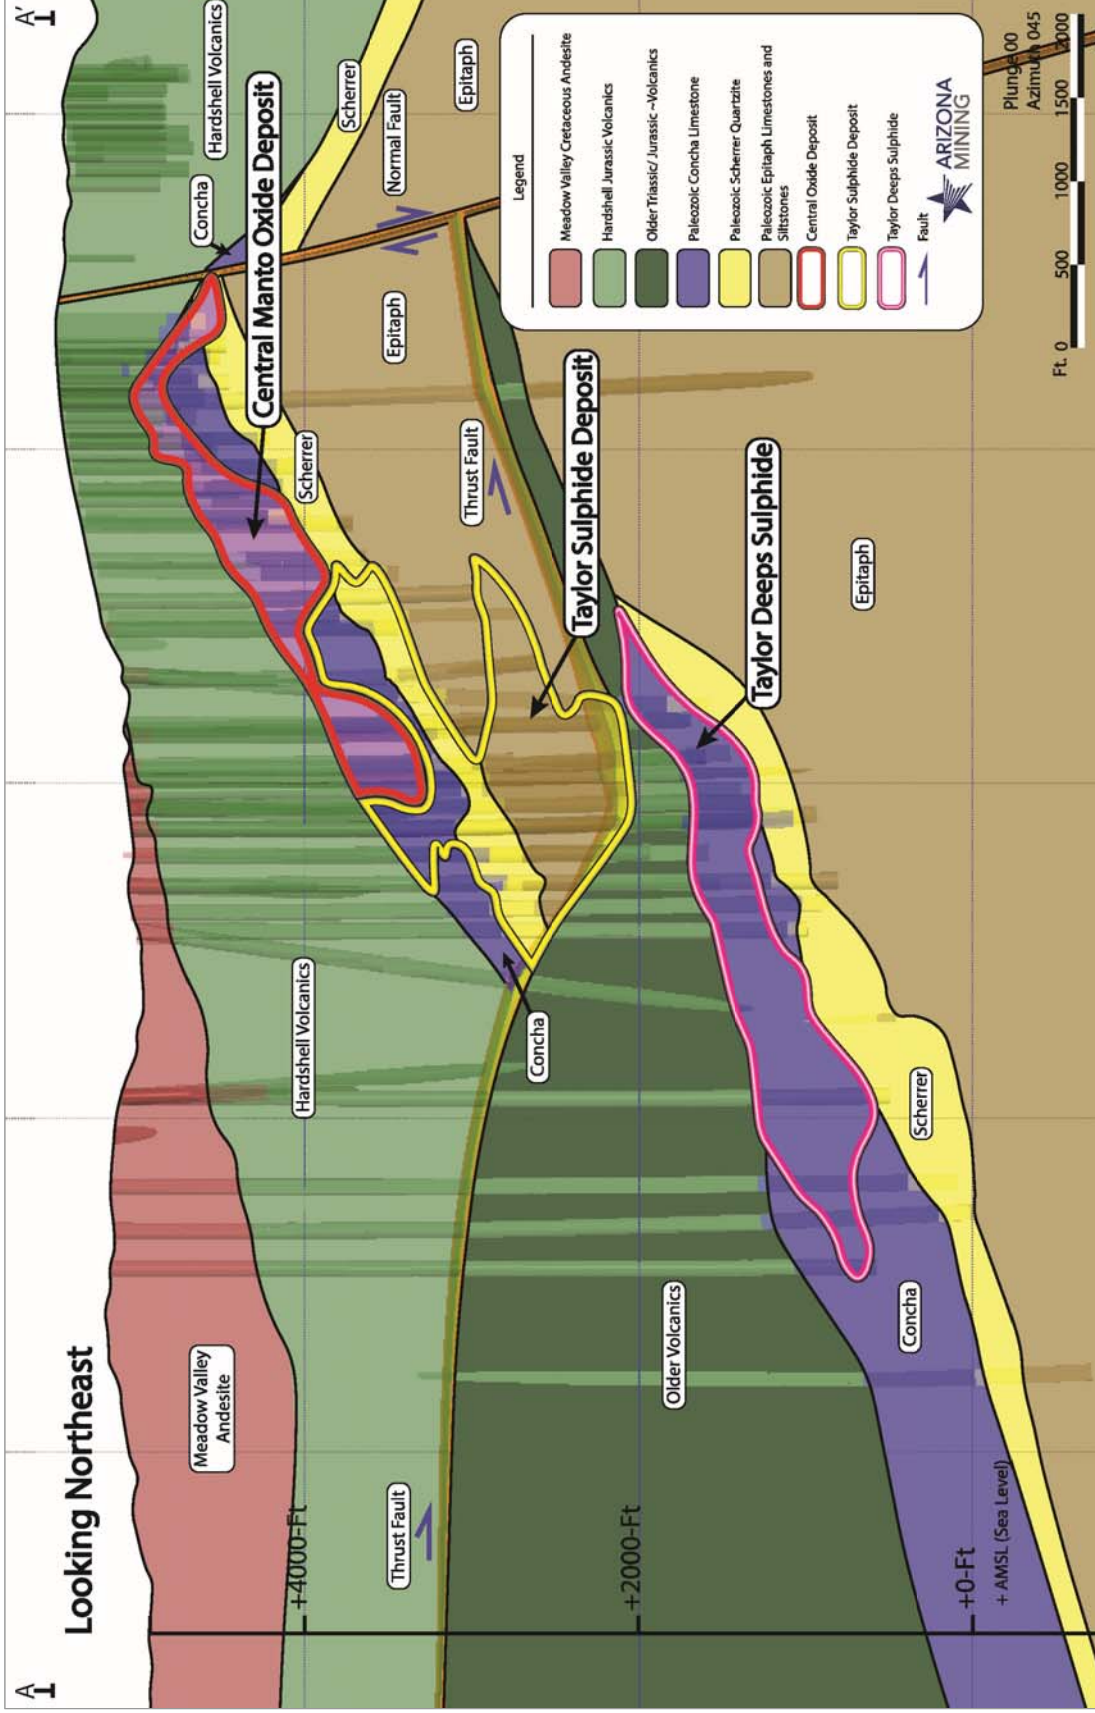 A
A'
Looking Northeast
Meadow Valley
Andesite
+4000-Ft
Thrust Fault
+2000-Ft
+0-Ft
+ AMSL (Sea Level)
Hardshell Volcanics
Older Volcanics
Concha
Concha
Scherrer
Scherrer
Epitaph
Taylor Deeps Sulphide
Taylor Sulphide Deposit
Thrust Fault
Epitaph
Central Manto Oxide Deposit
Concha
Hardshell Volcanics
Scherrer
Normal Fault
Epitaph
Legend
Meadow Valley Cretaceous Andesite
Hardshell Jurassic Volcanics
Older Triassic/ Jurassic ~Volcanics
Paleozoic Concha Limestone
Paleozoic Scherrer Quartzite
Paleozoic Epitaph Limestones and
Siltstones
Central Oxide Deposit
Taylor Sulphide Deposit
Taylor Deeps Sulphide
Fault
ARIZONA
MINING
Plunge 00
Azimuth 045
Ft. 0 500 1000 1500 2000